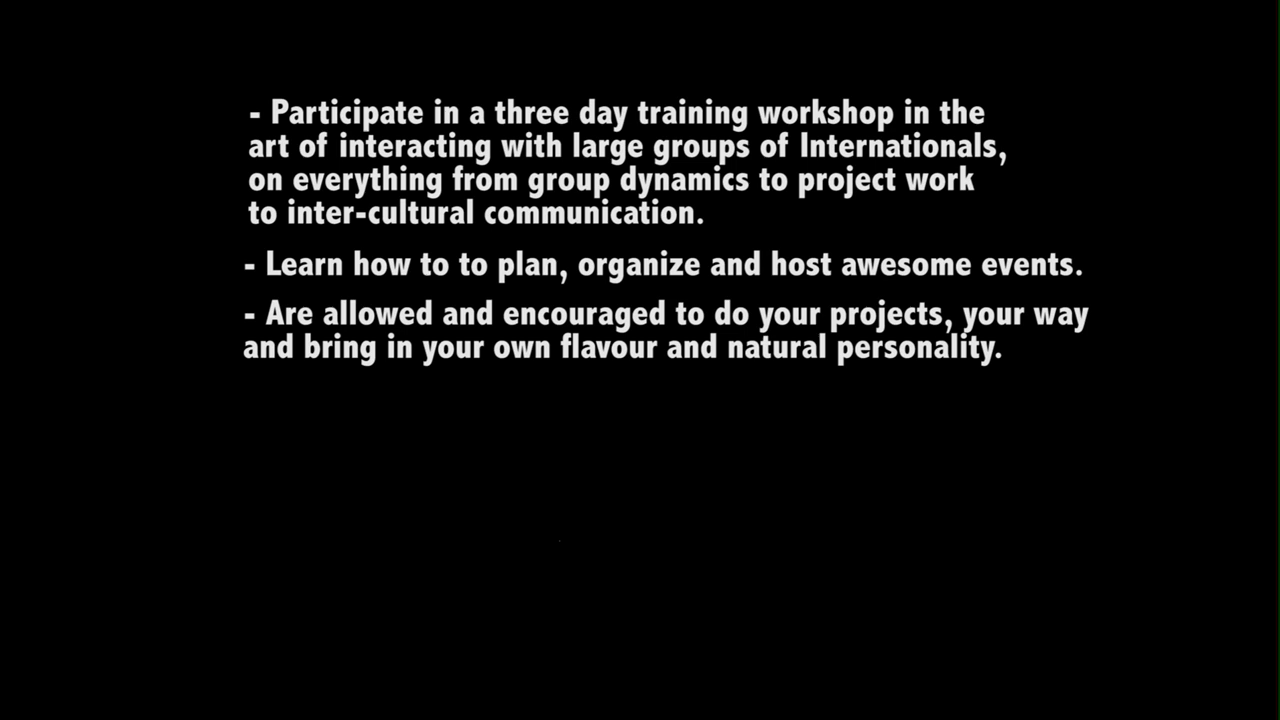 - Participate in a three day training workshop in the
art of interacting with large groups of Internationals,
on everything from group dynamics to project work
to inter-cultural communication.
- Learn how to to plan, organize and host awesome events.
- Are allowed and encouraged to do your projects, your way
and bring in your own flavour and natural personality.